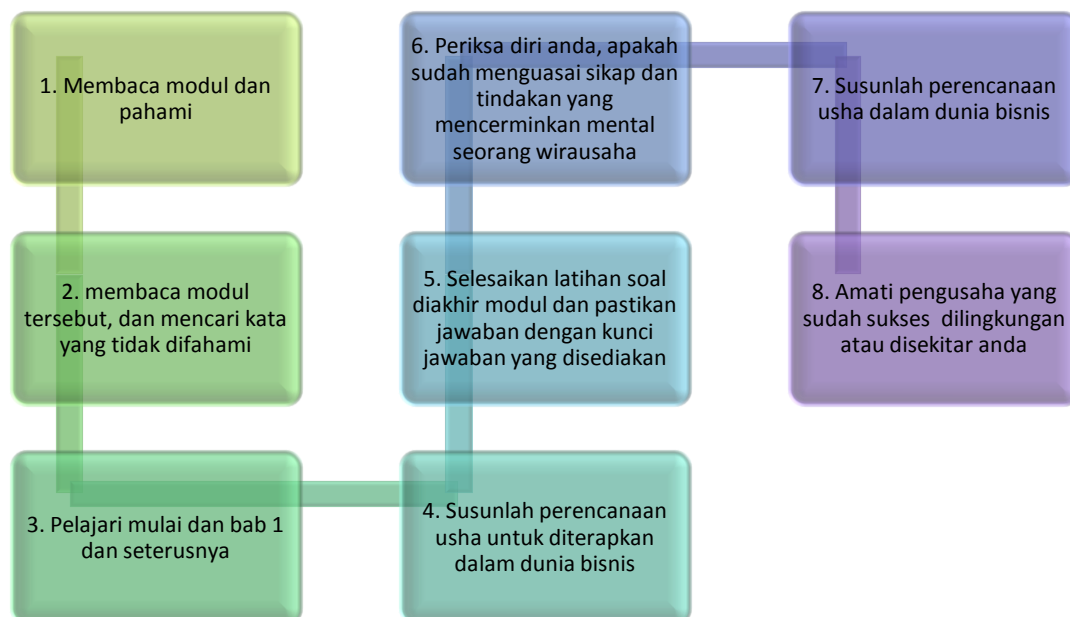 1. Membaca modul dan
pahami
2. membaca modul
tersebut, dan mencari kata
yang tidak difahami
3. Pelajari mulai dan bab 1
dan seterusnya
4. Susunlah perencanaan
usha untuk diterapkan
dalam dunia bisnis
5. Selesaikan latihan soal
diakhir modul dan pastikan
jawaban dengan kunci
jawaban yang disediakan
6. Periksa diri anda, apakah
sudah menguasai sikap dan
tindakan yang
mencerminkan mental
seorang wirausaha
7. Susunlah perencanaan
usha dalam dunia bisnis
8. Amati pengusaha yang
sudah sukses  dilingkungan
atau disekitar anda